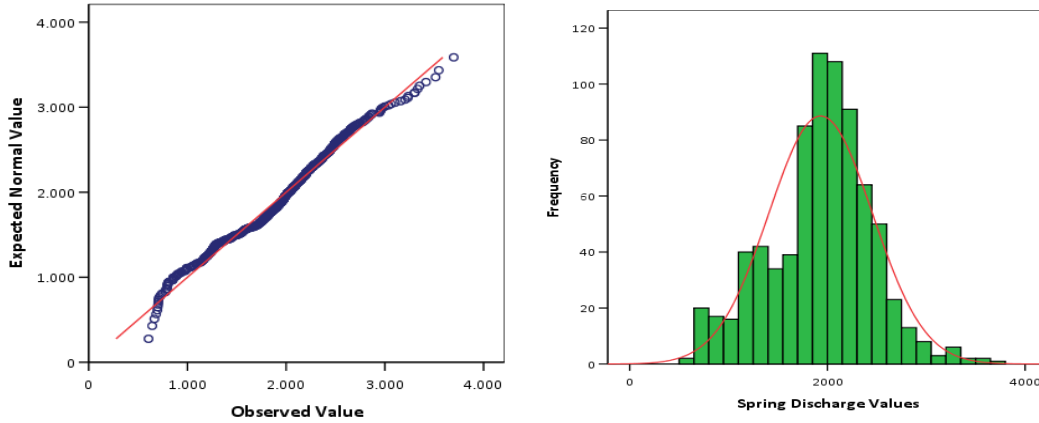 Expected Normal Value
4.000
3.000
2.000
1.000
0
0 1.000 2.000 3.000 4.000
Observed Value
Frequency
120
100
80
60
40
20
0
0 2000 4000
Spring Discharge Values